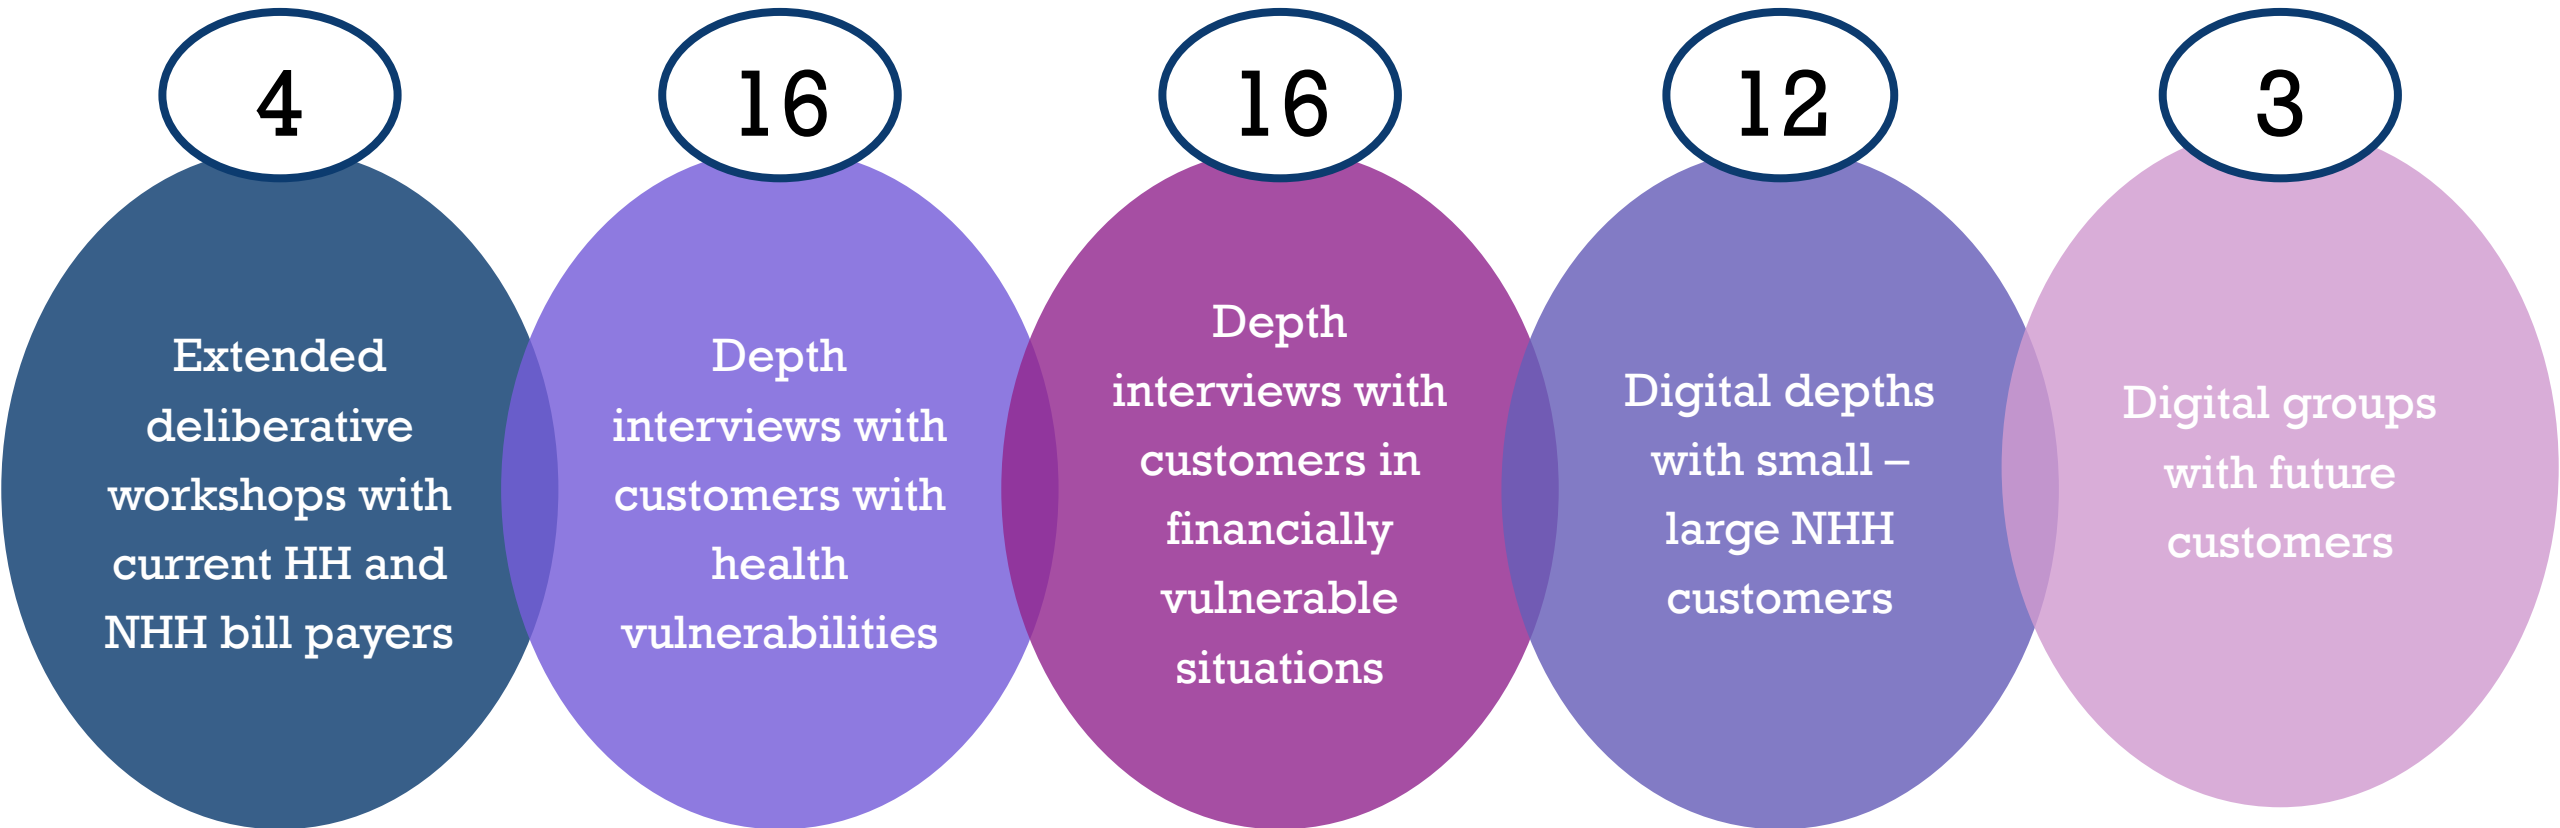 4
Extended
deliberative
workshops with
current HH and
NHH bill payers
16
Depth
interviews with
customers with
health
vulnerabilities
16
Depth
interviews with
customers in
financially
vulnerable
situations
12
Digital depths
with small –
large NHH
customers
3
Digital groups
with future
customers